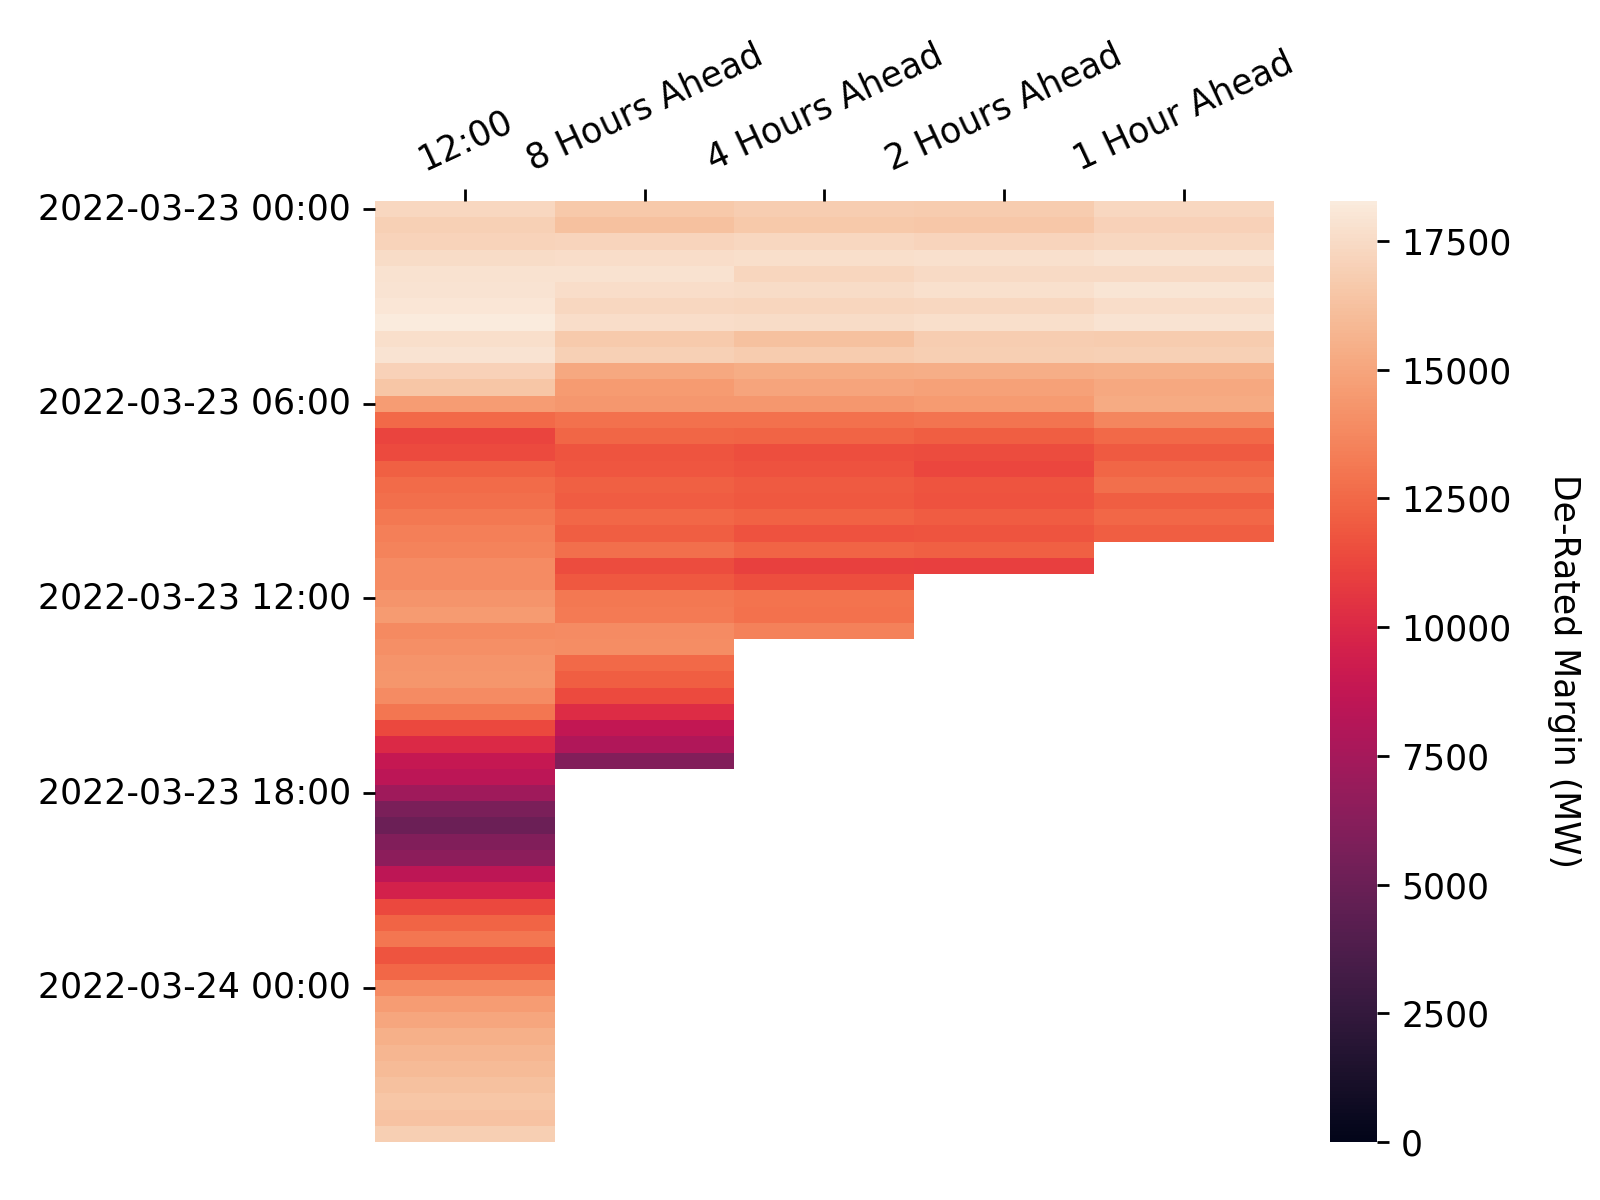 12:00
8 Hours Ahead
4 Hours Ahead
2 Hours Ahead
1 Hour Ahead
2022-03-23 00:00
2022-03-23 06:00
2022-03-23 12:00
2022-03-23 18:00
2022-03-24 00:00
17500
15000
12500
10000
7500
5000
2500
0
De-Rated Margin (MW)